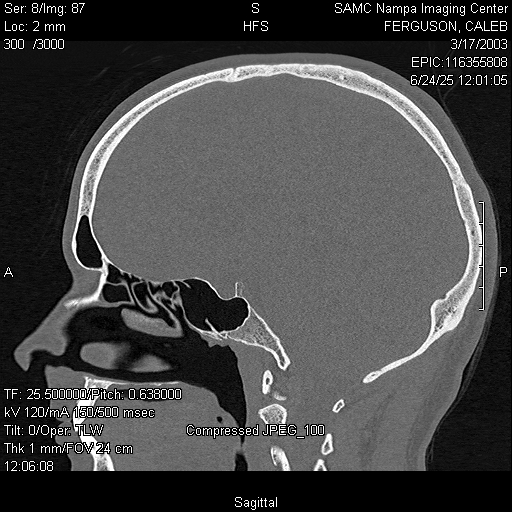 Ser: 8/Img: 87
S
SAMC Nampa Imaging Center
Loc: 2 mm
HFS
FERGUSON, CALEB
300 /3000
3/17/2003
EPIC:116355808
6/24/25 12:01:05
A
P
TF: 25.500000/Pitch: 0.638000
kV 120/mA 150/500 msec
Tilt: 0/Oper: TLW
Compressed JPEG_100
Thk 1 mm/FOV 24 cm
12:06:08
Sagittal